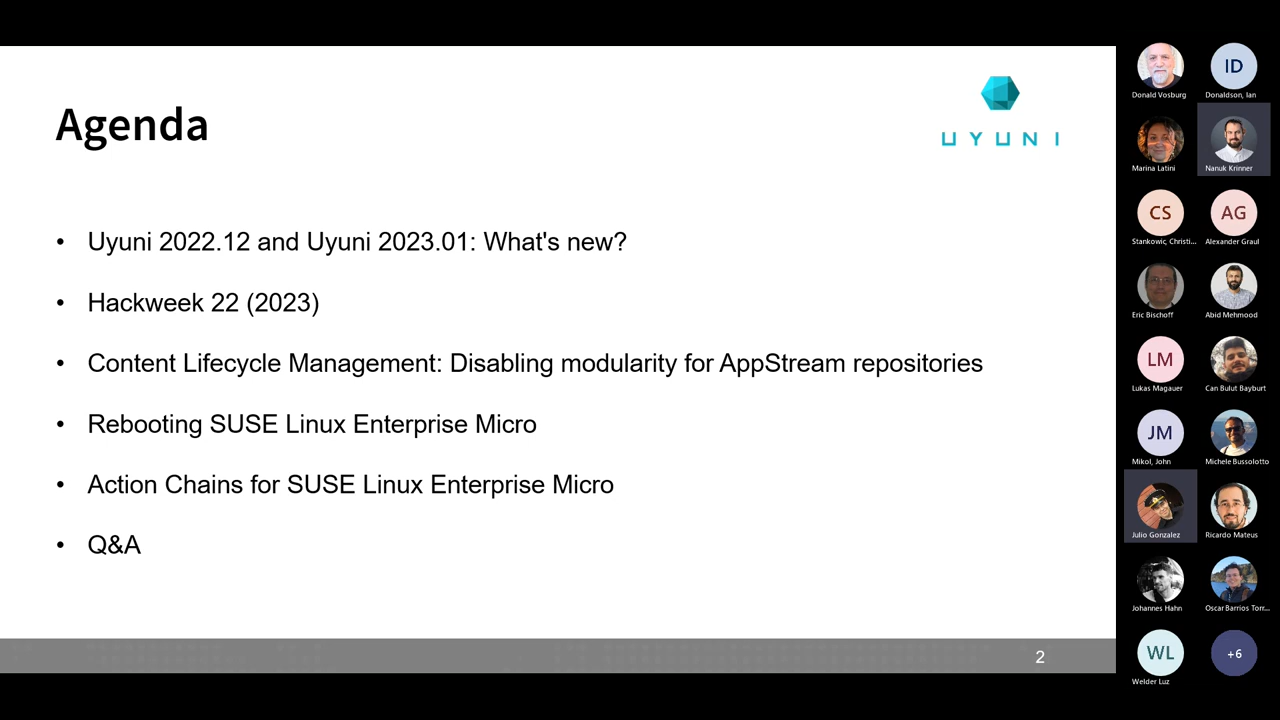 Agenda
UYUNI
• Uyuni 2022.12 and Uyuni 2023.01: What's new?
• Hackweek 22 (2023)
• Content Lifecycle Management: Disabling modularity for AppStream repositories
• Rebooting SUSE Linux Enterprise Micro
• Action Chains for SUSE Linux Enterprise Micro
• Q&A
2
Donald Vosburg
ID
Donaldson, Ian
Marina Latini
Nanuk Krinner
CS
Stankowic, Christi...
AG
Alexander Graul
Eric Bischoff
Abid Mehmood
LM
Lukas Magauer
Can Bulut Bayburt
JM
Mikol, John
Michele Bussolotto
Julio Gonzalez
Ricardo Mateus
Johannes Hahn
Oscar Barrios Torr...
WL
Welder Luz
+6